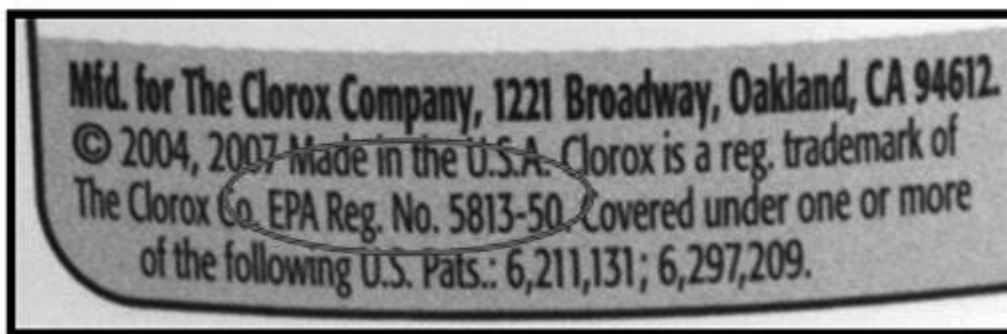 Mfd. for The Clorox Company, 1221 Broadway, Oakland, CA 94612.
© 2004, 2007 Made in the U.S.A. Clorox is a reg. trademark of
The Clorox Co. EPA Reg. No. 5813-50. Covered under one or more
of the following U.S. Pats.: 6,211,131; 6,297,209.